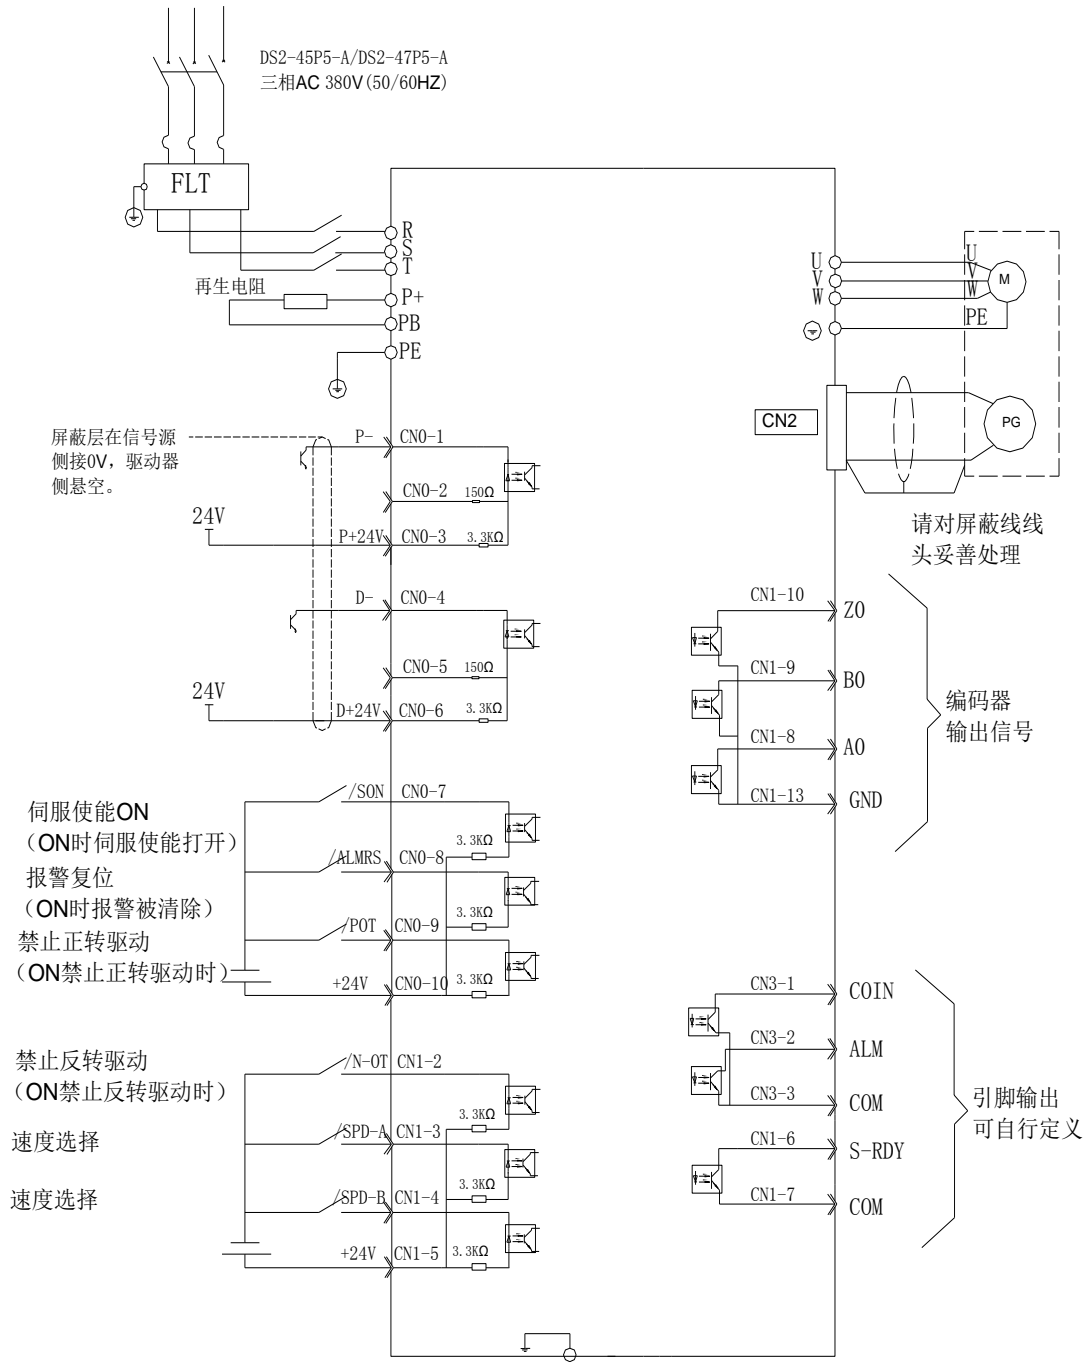 DS2-45P5-A/DS2-47P5-A
三相AC 380V(50/60HZ)
FLT
R
S
T
再生电阻
P+
PB
PE
U
V
W
U
V
W
M
PE
CN2
PG
请对屏蔽线线
头妥善处理
屏蔽层在信号源
侧接0V，驱动器
侧悬空。
P-
CN0-1
CN0-2
150Ω
24V
P+24V
CN0-3
3.3KΩ
D-
CN0-4
CN0-5
150Ω
24V
D+24V
CN0-6
3.3KΩ
CN1-10
Z0
CN1-9
B0
CN1-8
A0
CN1-13
GND
编码器
输出信号
伺服使能ON
（ON时伺服使能打开）
/SON
CN0-7
3.3KΩ
报警复位
（ON时报警被清除）
/ALMRS
CN0-8
3.3KΩ
禁止正转驱动
（ON禁止正转驱动时）
/POT
CN0-9
+24V
CN0-10
3.3KΩ
禁止反转驱动
（ON禁止反转驱动时）
/N-OT
CN1-2
3.3KΩ
速度选择
/SPD-A
CN1-3
3.3KΩ
速度选择
/SPD-B
CN1-4
+24V
CN1-5
3.3KΩ
CN3-1
COIN
CN3-2
ALM
CN3-3
COM
CN1-6
S-RDY
CN1-7
COM
引脚输出
可自行定义